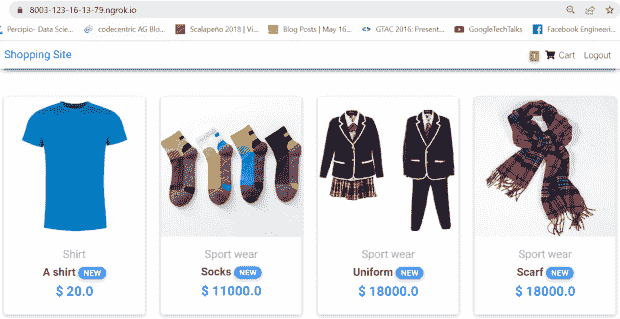 8003-123-16-13-79.ngrok.io
Percipio- Data Scie... codecentric AG Blo... Scalapeño 2018 | Vi... Blog Posts | May 16... GTAC 2016: Present... GoogleTechTalks Facebook Engineeri...
Shopping Site 1 Cart Logout
Shirt Sport wear Sport wear Sport wear
A shirt NEW Socks NEW Uniform NEW Scarf NEW
$ 20.0 $ 11000.0 $ 18000.0 $ 18000.0